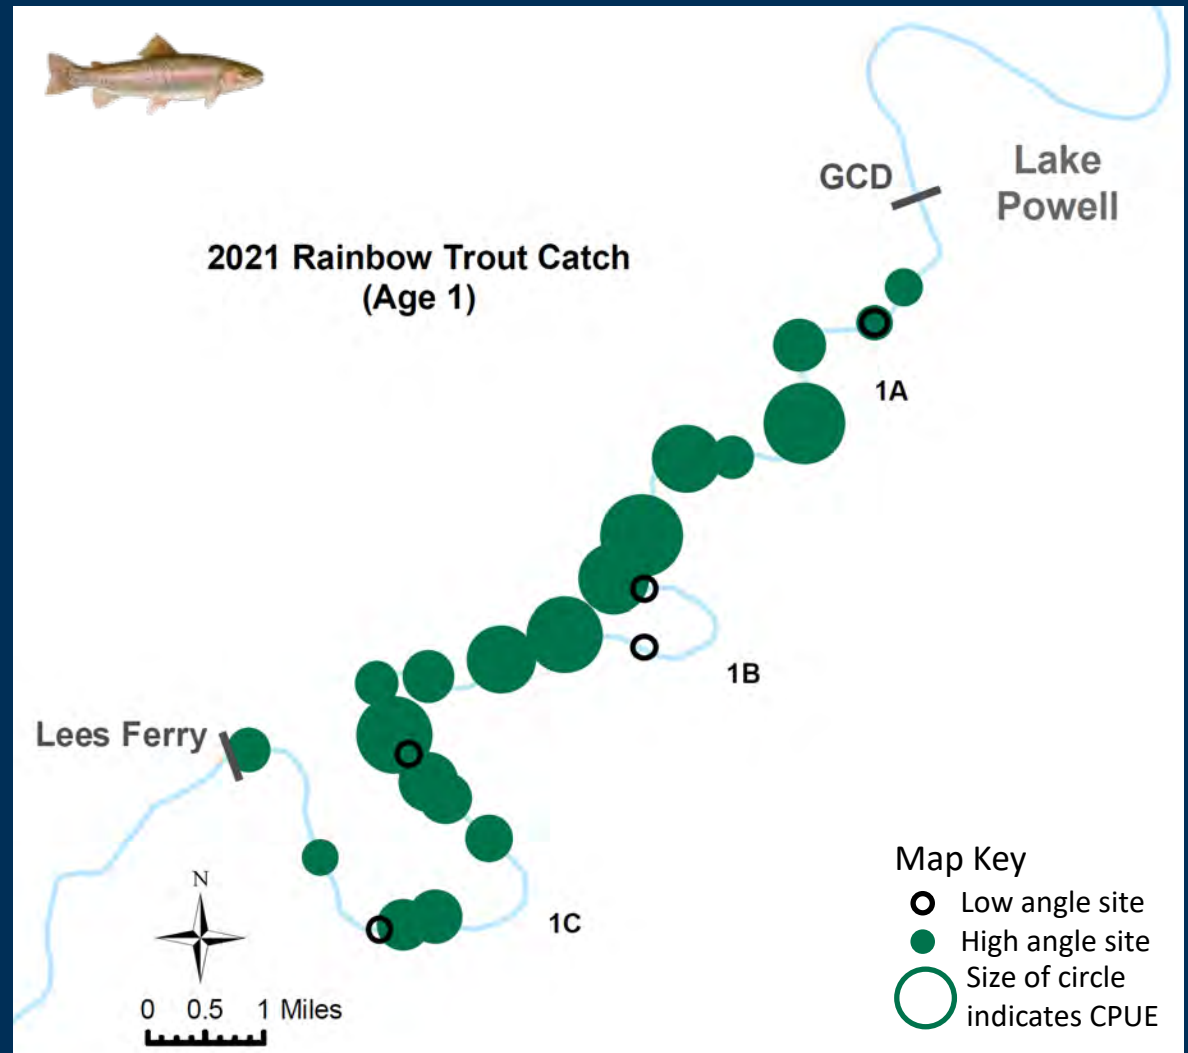 GCD
Lake
Powell
2021 Rainbow Trout Catch
(Age 1)
1A
1B
Lees Ferry
1C
N
0 0.5 1 Miles
Map Key
Low angle site
High angle site
Size of circle
indicates CPUE